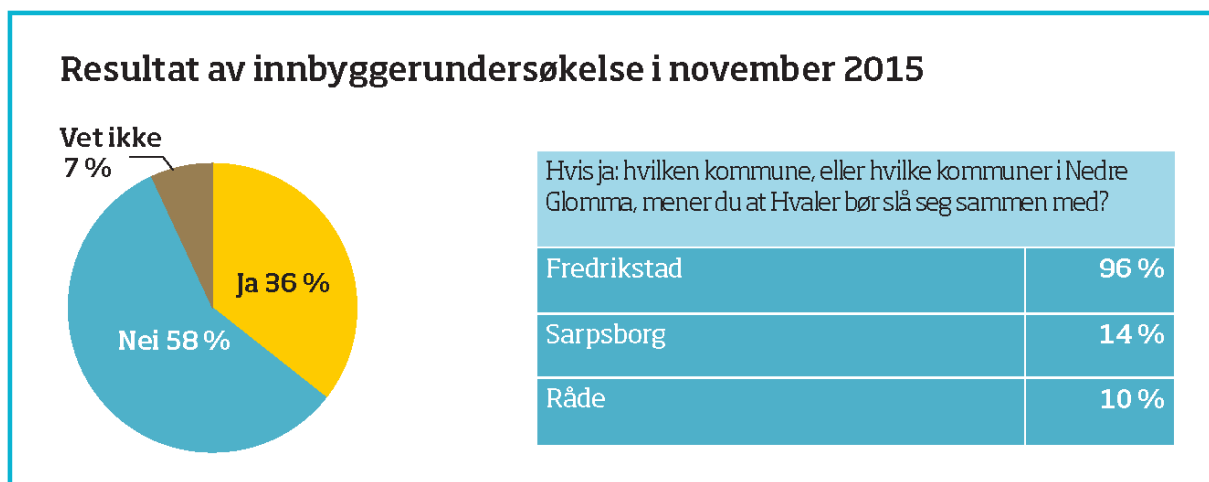 Resultat av innbyggerundersøkelse i november 2015
Vet ikke
7 %
Ja 36 %
Nei 58 %
Hvis ja: hvilken kommune, eller hvilke kommuner i Nedre
Glomma, mener du at Hvaler bør slå seg sammen med?
Fredrikstad 96 %
Sarpsborg 14 %
Råde 10 %